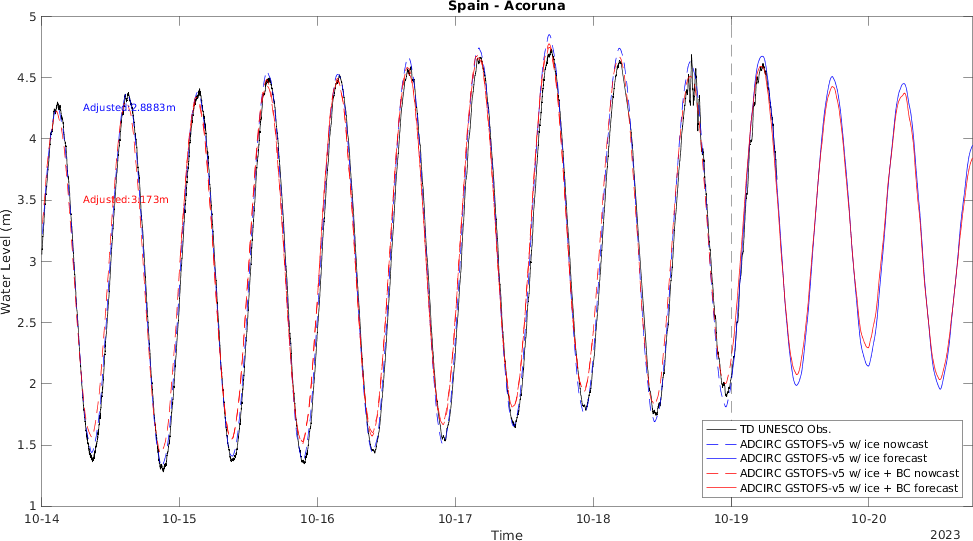 Spain - Acoruna
5
4.5
4
3.5
3
2.5
2
1.5
1
Water Level (m)
Adjusted:2.8883m
Adjusted:3.173m
TD UNESCO Obs.
ADCIRC GSTOFS-v5 w/ ice nowcast
ADCIRC GSTOFS-v5 w/ ice forecast
ADCIRC GSTOFS-v5 w/ ice + BC nowcast
ADCIRC GSTOFS-v5 w/ ice + BC forecast
10-14 10-15 10-16 10-17 10-18 10-19 10-20
Time
2023